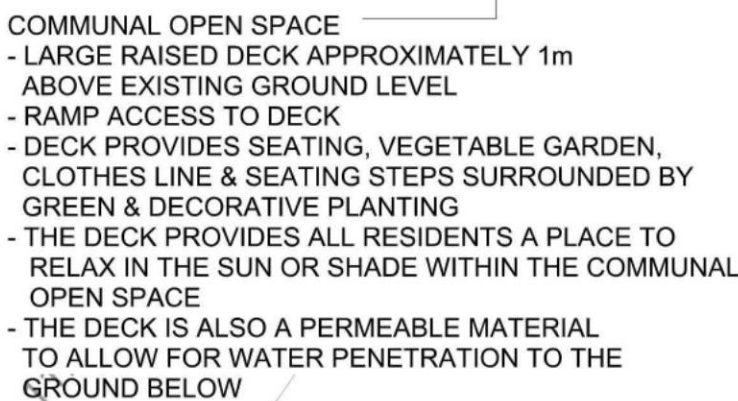 COMMUNAL OPEN SPACE
- LARGE RAISED DECK APPROXIMATELY 1m
ABOVE EXISTING GROUND LEVEL
- RAMP ACCESS TO DECK
- DECK PROVIDES SEATING, VEGETABLE GARDEN,
CLOTHES LINE & SEATING STEPS SURROUNDED BY
GREEN & DECORATIVE PLANTING
- THE DECK PROVIDES ALL RESIDENTS A PLACE TO
RELAX IN THE SUN OR SHADE WITHIN THE COMMUNAL
OPEN SPACE
- THE DECK IS ALSO A PERMEABLE MATERIAL
TO ALLOW FOR WATER PENETRATION TO THE
GROUND BELOW